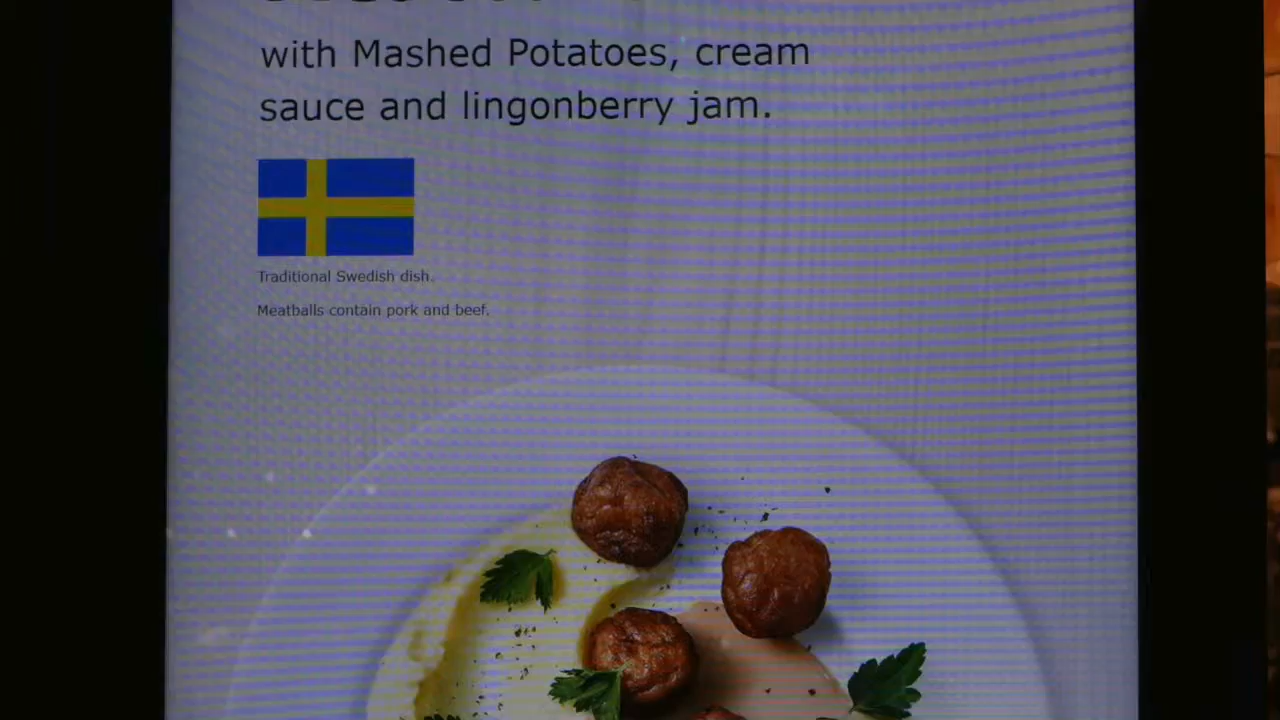 with Mashed Potatoes, cream
sauce and lingonberry jam.
Traditional Swedish dish.
Meatballs contain pork and beef.